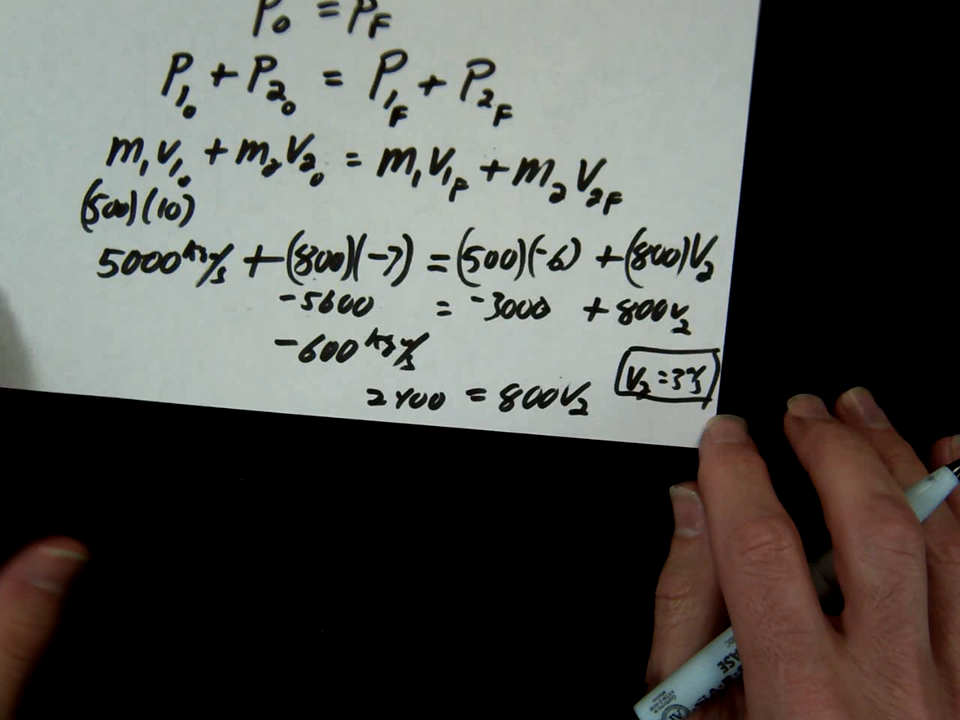 P₀ = P_F
P₁₀ + P₂₀ = P₁F + P₂F
m₁v₁₀ + m₂v₂₀ = m₁v₁F + m₂v₂F
(500)(10)
5000 kg m/s + (800)(-7) = (500)(-6) + (800)v₂
-5600 = -3000 + 800v₂
-600 kg m/s
2400 = 800v₂
v₂ = 3 m/s